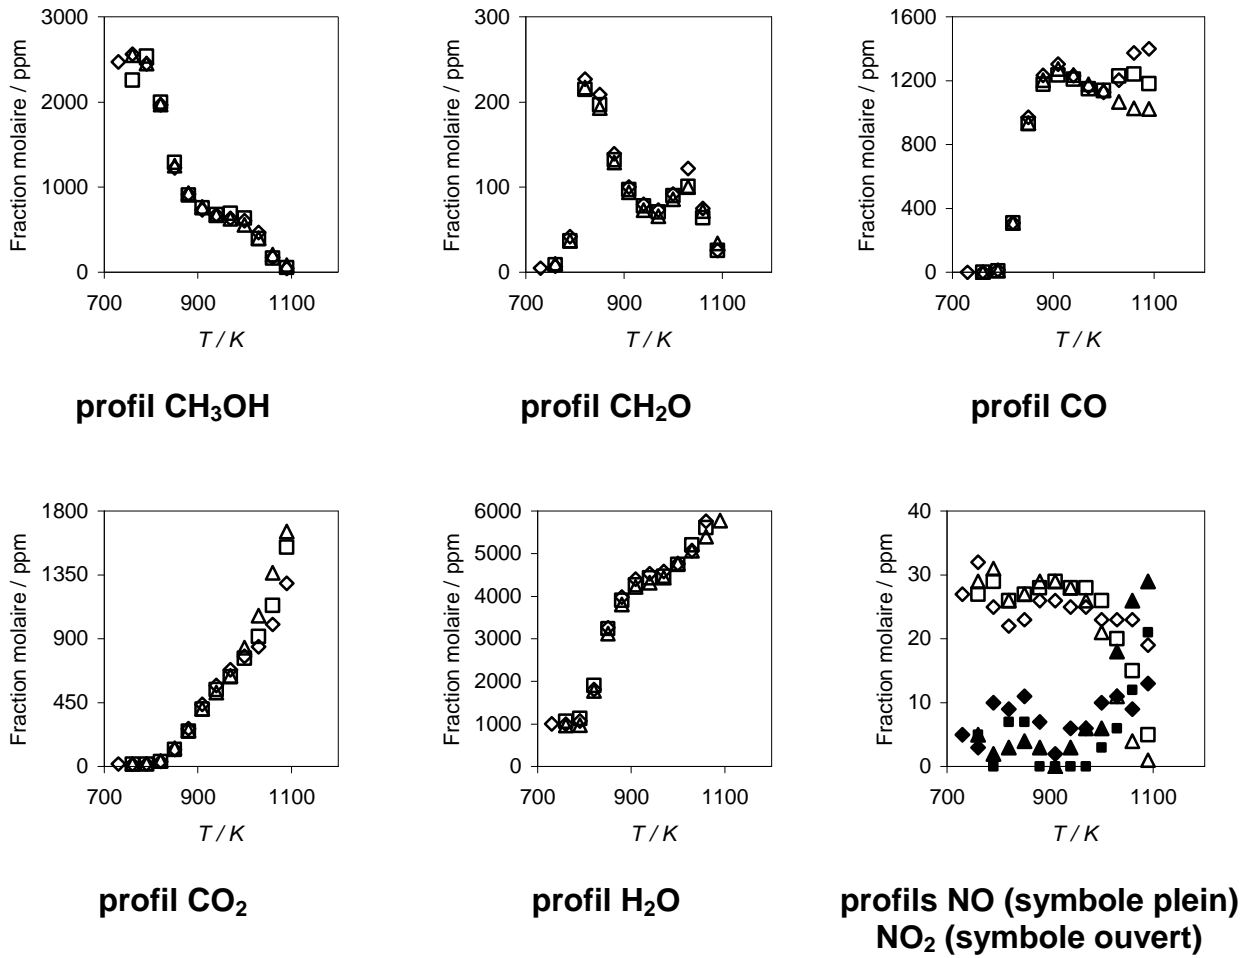 Fraction molaire / ppm
3000
2000
1000
0
700 900 1100
T / K
profil CH₃OH
Fraction molaire / ppm
300
200
100
0
700 900 1100
T / K
profil CH₂O
Fraction molaire / ppm
1600
1200
800
400
0
700 900 1100
T / K
profil CO
Fraction molaire / ppm
1800
1350
900
450
0
700 900 1100
T / K
profil CO₂
Fraction molaire / ppm
6000
5000
4000
3000
2000
1000
0
700 900 1100
T / K
profil H₂O
Fraction molaire / ppm
40
30
20
10
0
700 900 1100
T / K
profils NO (symbole plein)
NO₂ (symbole ouvert)